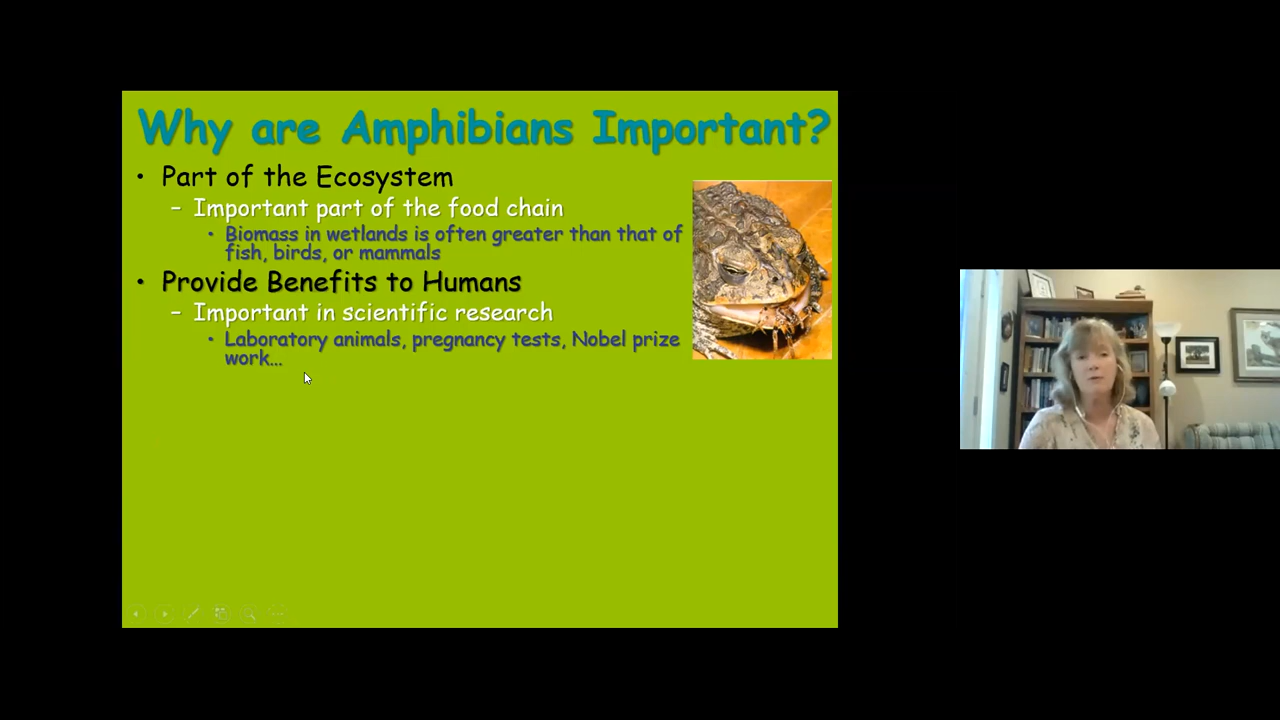 Why are Amphibians Important?
• Part of the Ecosystem
– Important part of the food chain
• Biomass in wetlands is often greater than that of
fish, birds, or mammals
• Provide Benefits to Humans
– Important in scientific research
• Laboratory animals, pregnancy tests, Nobel prize
work…